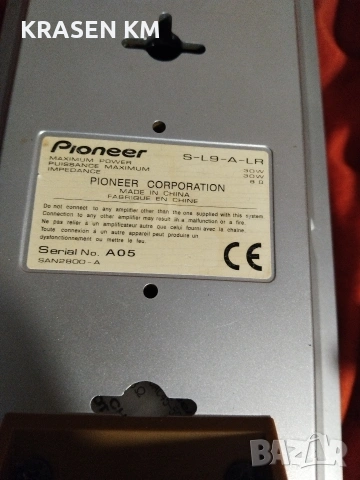 KRASEN KM
Pioneer S-L9-A-LR
MAXIMUM POWER 30W
PUISSANCE MAXIMUM 30W
IMPEDANCE 8 Ω
PIONEER CORPORATION
MADE IN CHINA
FABRIQUE EN CHINE
Do not connect to any amplifier other than the one supplied with this system
Connection to any other amplifier may result in a malfunction or a fire.
Ne pas relier à un amplificateur autre que celui fourni avec la chaîne.
Toute connexion à un autre appareil peut produire un
dysfonctionnement ou mettre le feu.
Serial No. A05
SAN2800-A
CE
BAZAR